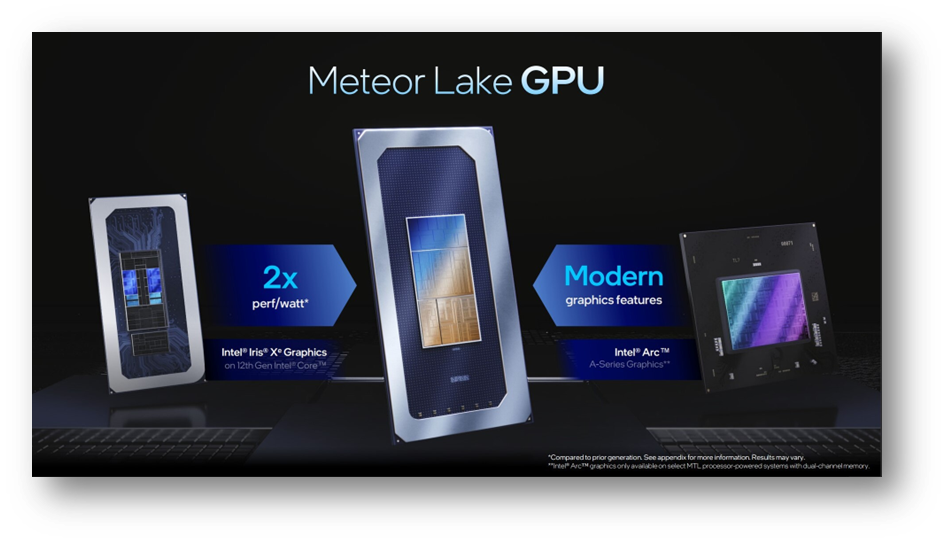 Meteor Lake GPU
2x
perf/watt*
Intel® Iris® Xᵉ Graphics
on 12th Gen Intel® Core™
Modern
graphics features
Intel® Arc™
A-Series Graphics**
*Compared to prior generation. See appendix for more information. Results may vary.
**Intel® Arc™ graphics only available on select MTL processor-powered systems with dual-channel memory.